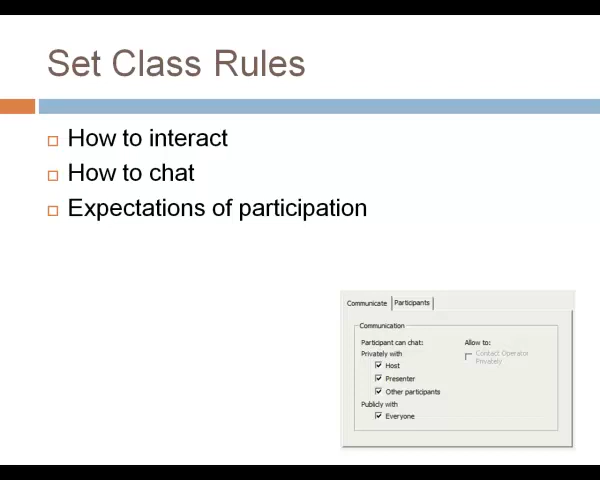 Set Class Rules
How to interact
How to chat
Expectations of participation
Communicate Participants
Communication
Participant can chat: Allow to:
Privately with Contact Operator
Privately
Host
Presenter
Other participants
Publicly with
Everyone